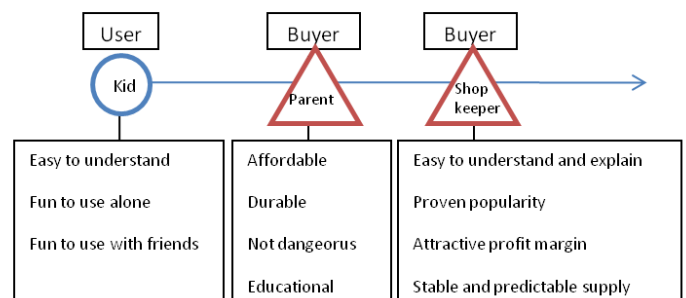 User
Buyer
Buyer
Kid
Parent
Shop
keeper
Easy to understand
Fun to use alone
Fun to use with friends
Affordable
Durable
Not dangeorus
Educational
Easy to understand and explain
Proven popularity
Attractive profit margin
Stable and predictable supply